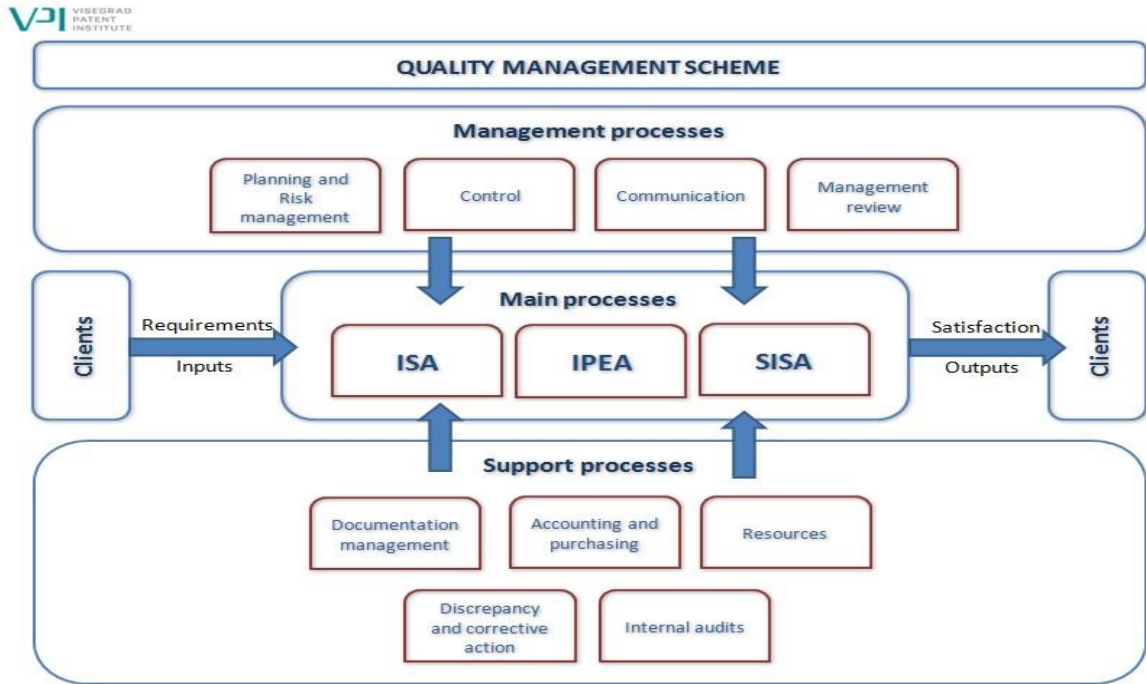 VPI
VISEGRAD
PATENT
INSTITUTE
QUALITY MANAGEMENT SCHEME
Management processes
Planning and
Risk
management
Control
Communication
Management
review
Clients
Requirements
Inputs
Main processes
ISA
IPEA
SISA
Satisfaction
Outputs
Clients
Support processes
Documentation
management
Accounting and
purchasing
Resources
Discrepancy
and corrective
action
Internal audits